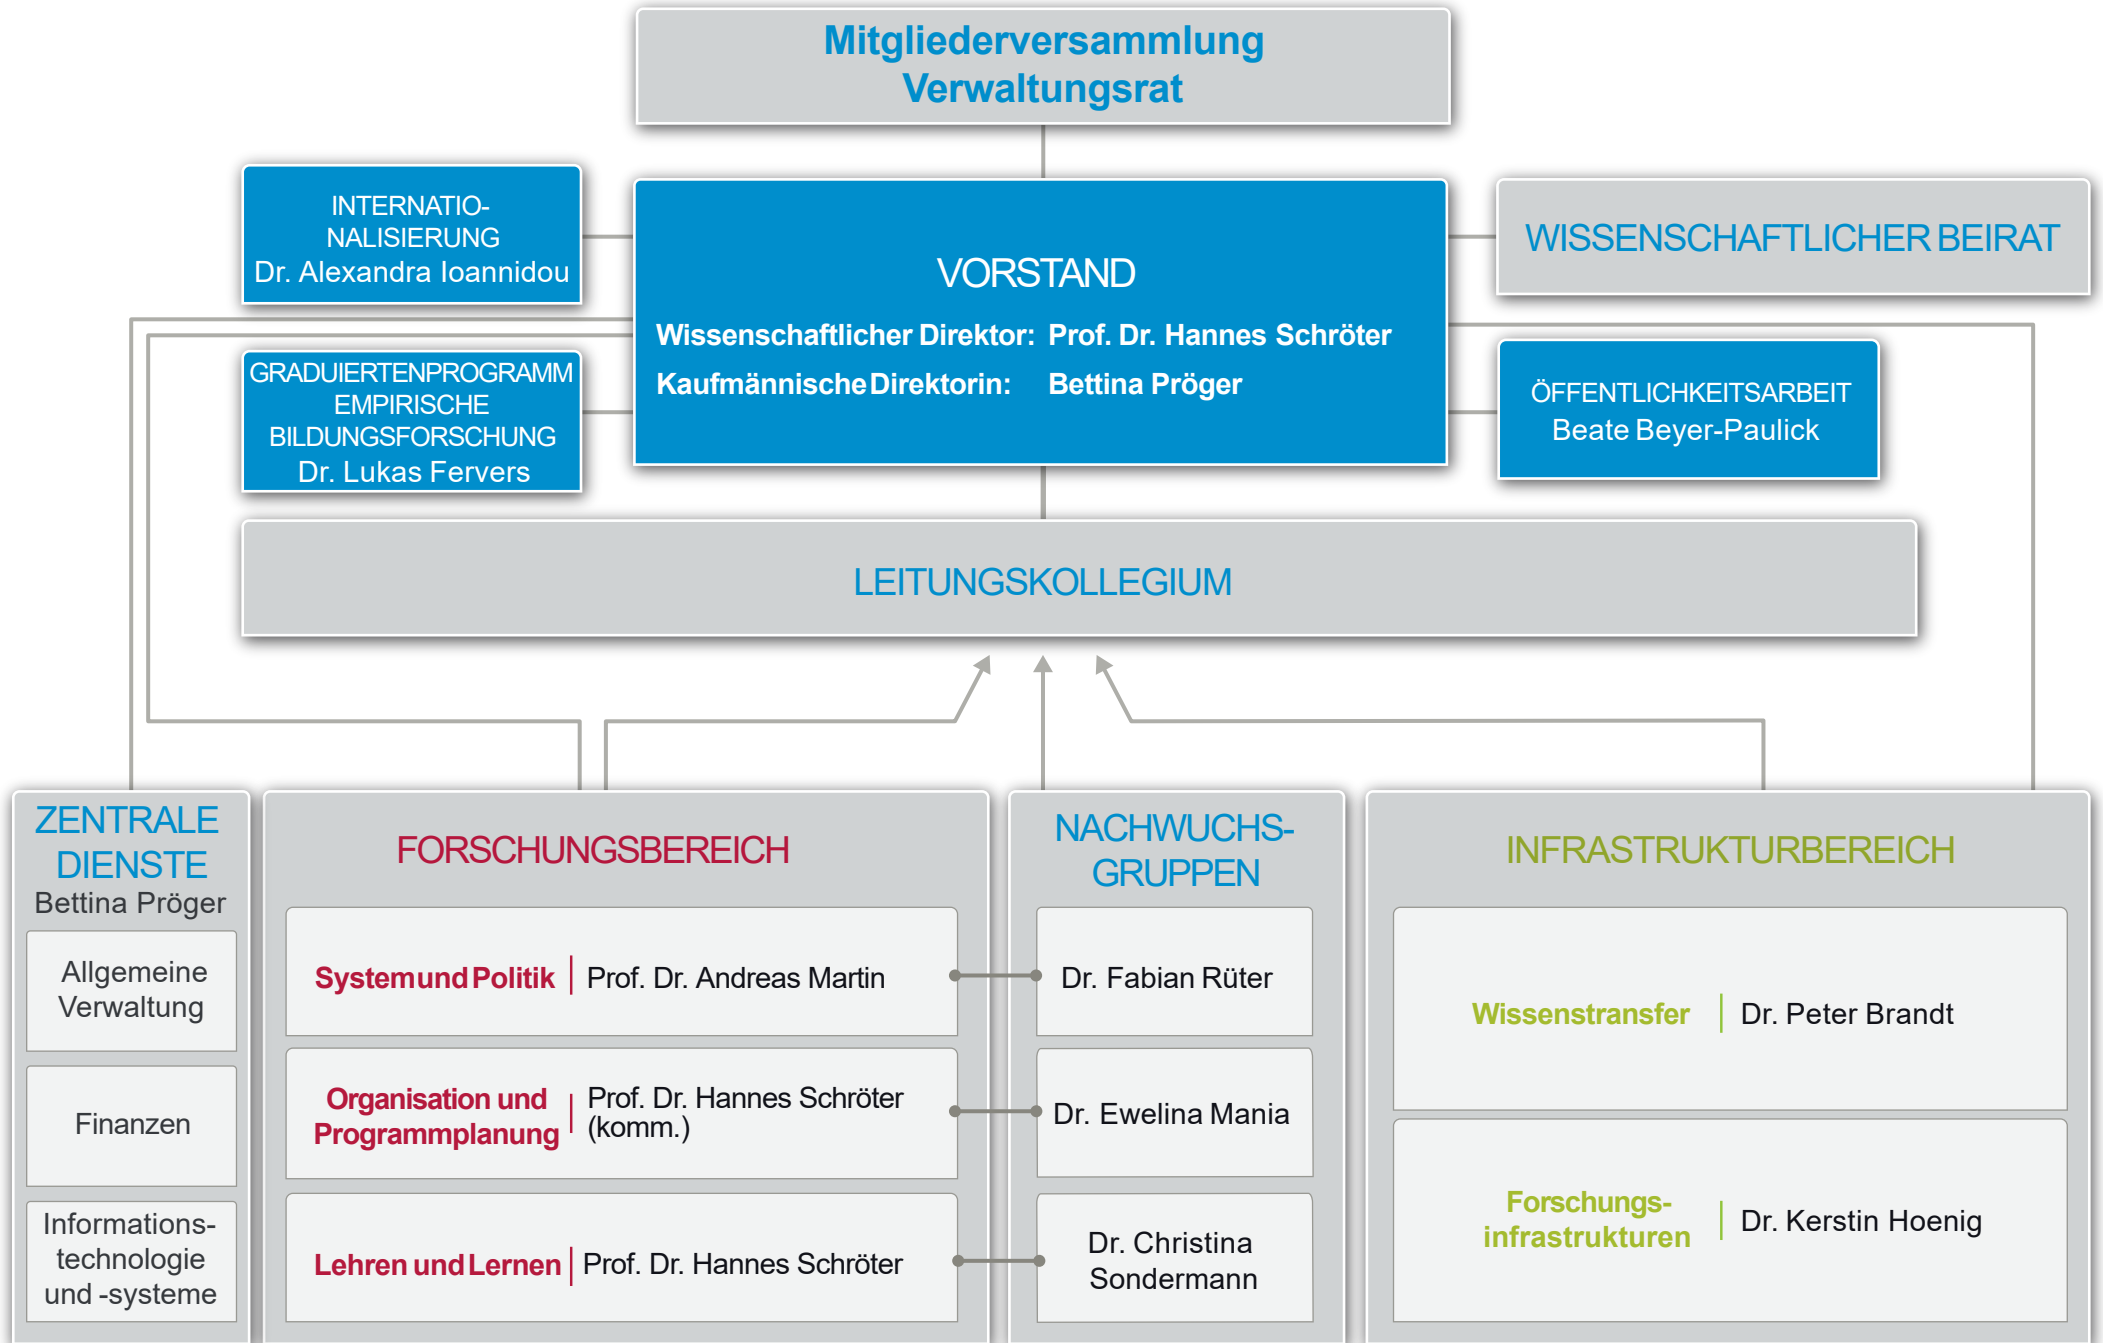 Mitgliederversammlung
Verwaltungsrat
INTERNATIO-
NALISIERUNG
Dr. Alexandra Ioannidou
VORSTAND
Wissenschaftlicher Direktor: Prof. Dr. Hannes Schröter
Kaufmännische Direktorin: Bettina Pröger
WISSENSCHAFTLICHER BEIRAT
GRADUIERTENPROGRAMM
EMPIRISCHE
BILDUNGSFORSCHUNG
Dr. Lukas Fervers
ÖFFENTLICHKEITSARBEIT
Beate Beyer-Paulick
LEITUNGSKOLLEGIUM
ZENTRALE
DIENSTE
Bettina Pröger
Allgemeine
Verwaltung
Finanzen
Informations-
technologie
und -systeme
FORSCHUNGSBEREICH
System und Politik Prof. Dr. Andreas Martin
Organisation und
Programmplanung
Prof. Dr. Hannes Schröter
(komm.)
Lehren und Lernen Prof. Dr. Hannes Schröter
NACHWUCHS-
GRUPPEN
Dr. Fabian Rüter
Dr. Ewelina Mania
Dr. Christina
Sondermann
INFRASTRUKTURBEREICH
Wissenstransfer Dr. Peter Brandt
Forschungs-
infrastrukturen
Dr. Kerstin Hoenig